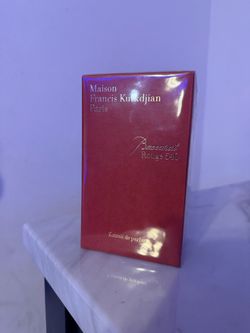 Maison
Francis Kurkdjian
Paris
Baccarat
Rouge 540
Extrait de parfum